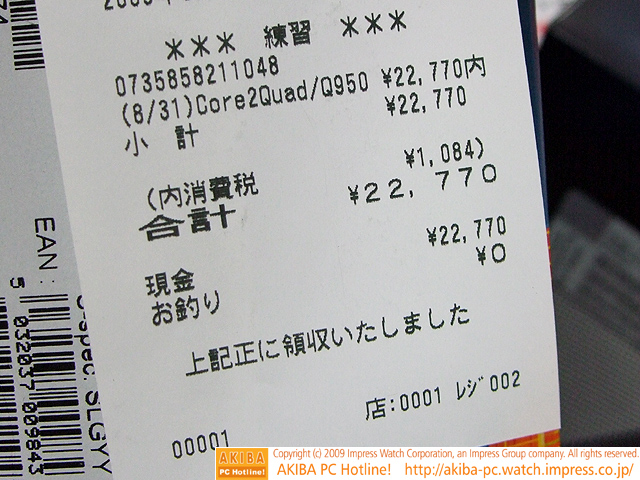 *** 練習 ***
0735858211048
(8/31)Core2Quad/Q950 ¥22,770内
小 計 ¥22,770
(内消費税 ¥1,084)
合計 ¥22,770
現金 ¥22,770
お釣り ¥0
上記正に領収いたしました
店:0001 レジ002
00001
EAN:
5 032037 009843
S-spec: SLGYY
AKIBA PC Hotline!
Copyright (c) 2009 Impress Watch Corporation, an Impress Group company. All rights reserved.
AKIBA PC Hotline! http://akiba-pc.watch.impress.co.jp/